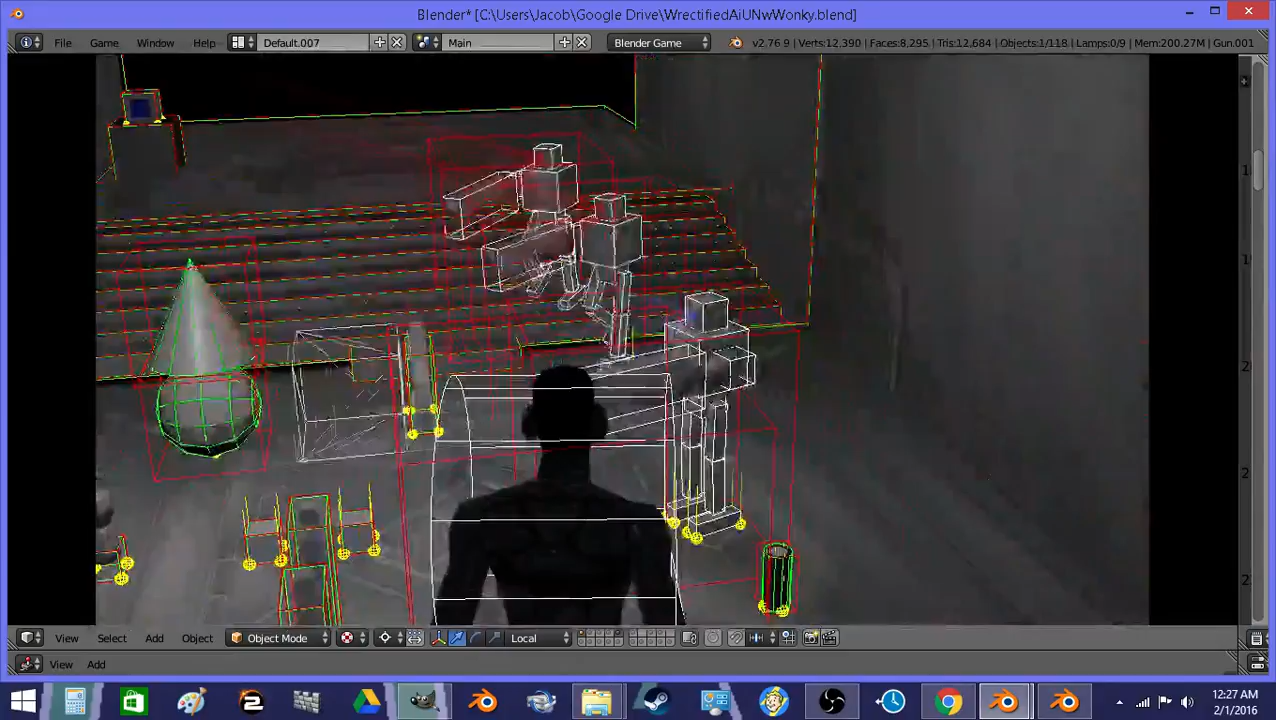 Blender* [C:\Users\Jacob\Google Drive\WrectifiedAiUNwWonky.blend]
File Game Window Help Default.007 Main Blender Game v2.76.9 | Verts:12,390 | Faces:8,295 | Tris:12,684 | Objects:1/118 | Lamps:0/9 | Mem:200.27M | Gun.001
View Select Add Object Object Mode Local
View Add
12:27 AM
2/1/2016